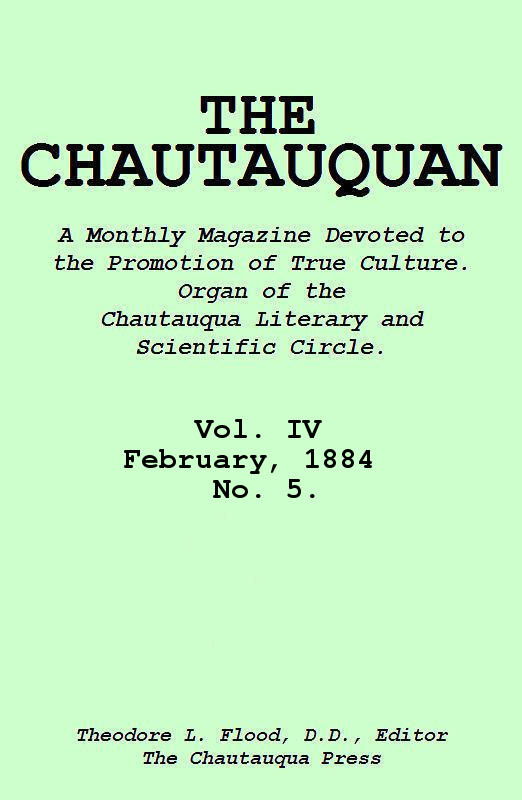 THE
CHAUTAUQUAN
A Monthly Magazine Devoted to
the Promotion of True Culture.
Organ of the
Chautauqua Literary and
Scientific Circle.
Vol. IV
February, 1884
No. 5.
Theodore L. Flood, D.D., Editor
The Chautauqua Press